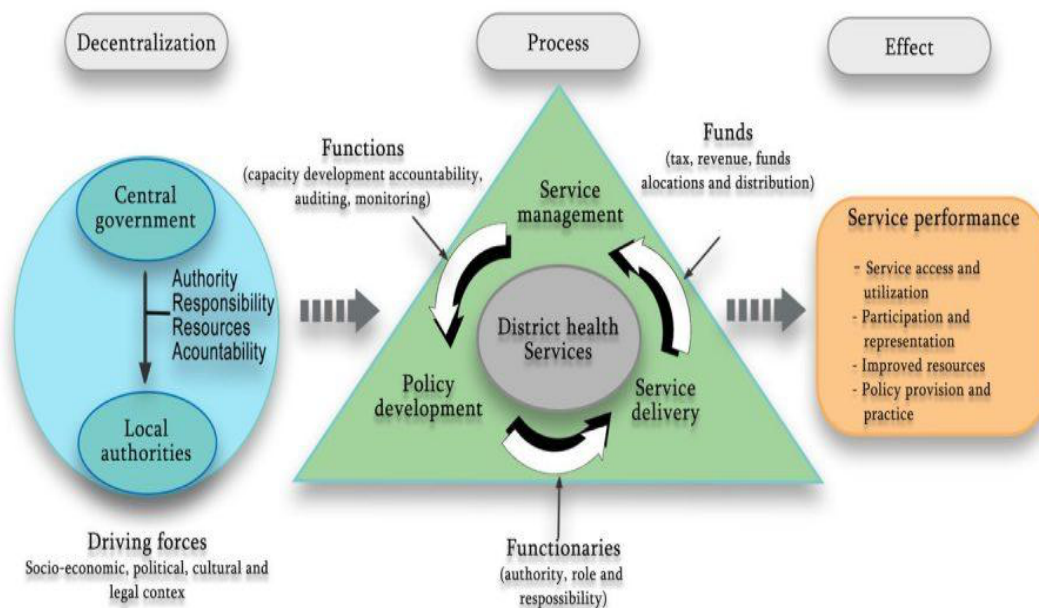 Decentralization
Process
Effect
Central
government
Authority
Responsibility
Resources
Acountability
Local
authorities
Driving forces
Socio-economic, political, cultural and
legal contex
Functions
(capacity development accountability,
auditing, monitoring)
Funds
(tax, revenue, funds
alocations and distribution)
Service
management
District health
Services
Policy
development
Service
delivery
Functionaries
(authority, role and
respossibility)
Service performance
- Service access and
utilization
- Participation and
representation
- Improved resources
- Policy provision and
practice